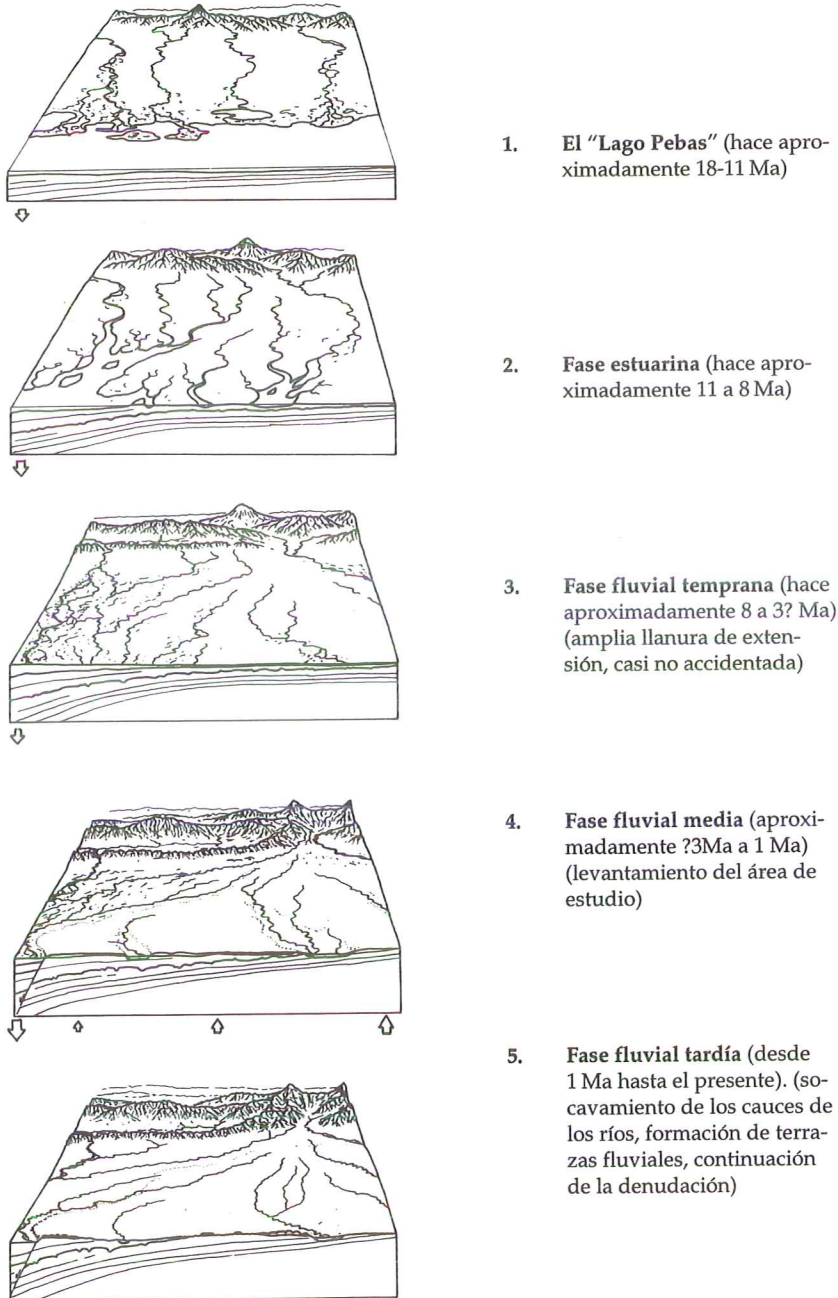 1. El "Lago Pebas" (hace apro-
ximadamente 18-11 Ma)
2. Fase estuarina (hace apro-
ximadamente 11 a 8 Ma)
3. Fase fluvial temprana (hace
aproximadamente 8 a 3? Ma)
(amplia llanura de exten-
sión, casi no accidentada)
4. Fase fluvial media (aproxi-
madamente ?3Ma a 1 Ma)
(levantamiento del área de
estudio)
5. Fase fluvial tardía (desde
1 Ma hasta el presente). (so-
cavamiento de los cauces de
los ríos, formación de terra-
zas fluviales, continuación
de la denudación)